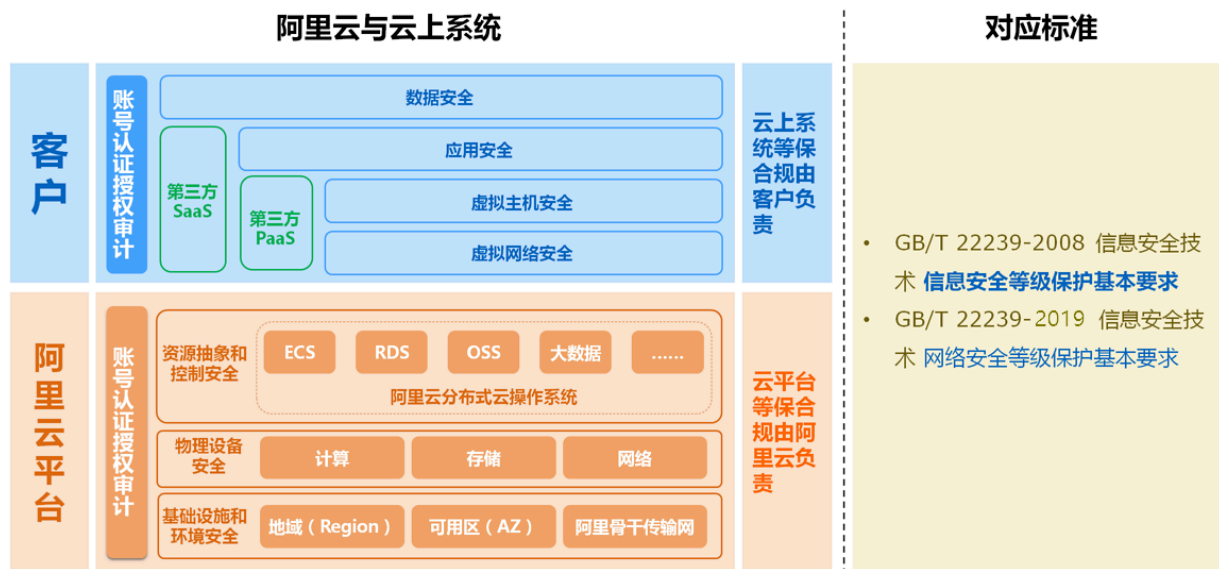 阿里云与云上系统
对应标准
客户
账号认证授权审计
数据安全
第三方
SaaS
应用安全
第三方
PaaS
虚拟主机安全
虚拟网络安全
云上系
统等保
合规由
客户负
责
阿里云平台
账号认证授权审计
资源抽象和
控制安全
ECS
RDS
OSS
大数据
......
阿里云分布式云操作系统
物理设备
安全
计算
存储
网络
基础设施和
环境安全
地域（Region）
可用区（AZ）
阿里骨干传输网
云平台
等保合
规由阿
里云负
责
• GB/T 22239-2008 信息安全技
术 信息安全等级保护基本要求
• GB/T 22239-2019 信息安全技
术 网络安全等级保护基本要求